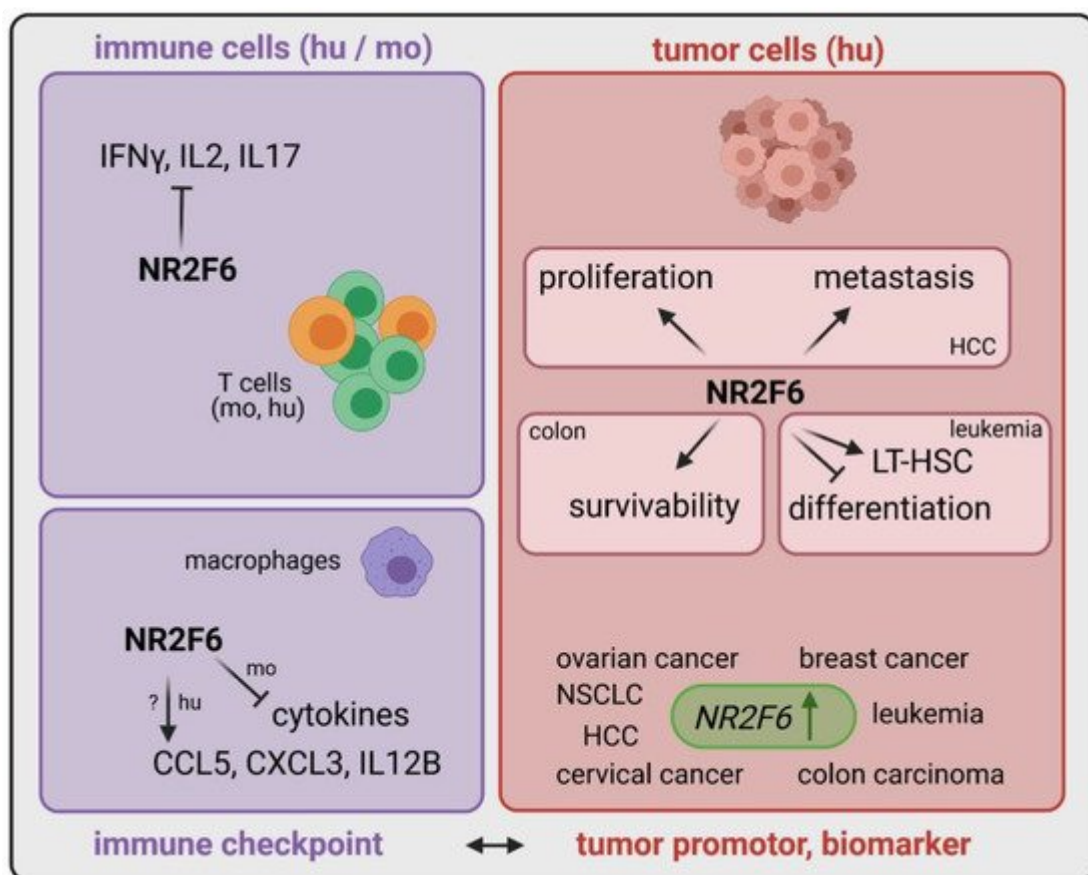 immune cells (hu / mo)
IFNγ, IL2, IL17
NR2F6
T cells
(mo, hu)
macrophages
NR2F6
mo
? hu
cytokines
CCL5, CXCL3, IL12B
immune checkpoint
tumor cells (hu)
proliferation metastasis
HCC
NR2F6
colon
survivability
leukemia
LT-HSC
differentiation
ovarian cancer breast cancer
NSCLC
NR2F6 leukemia
HCC
cervical cancer colon carcinoma
tumor promotor, biomarker